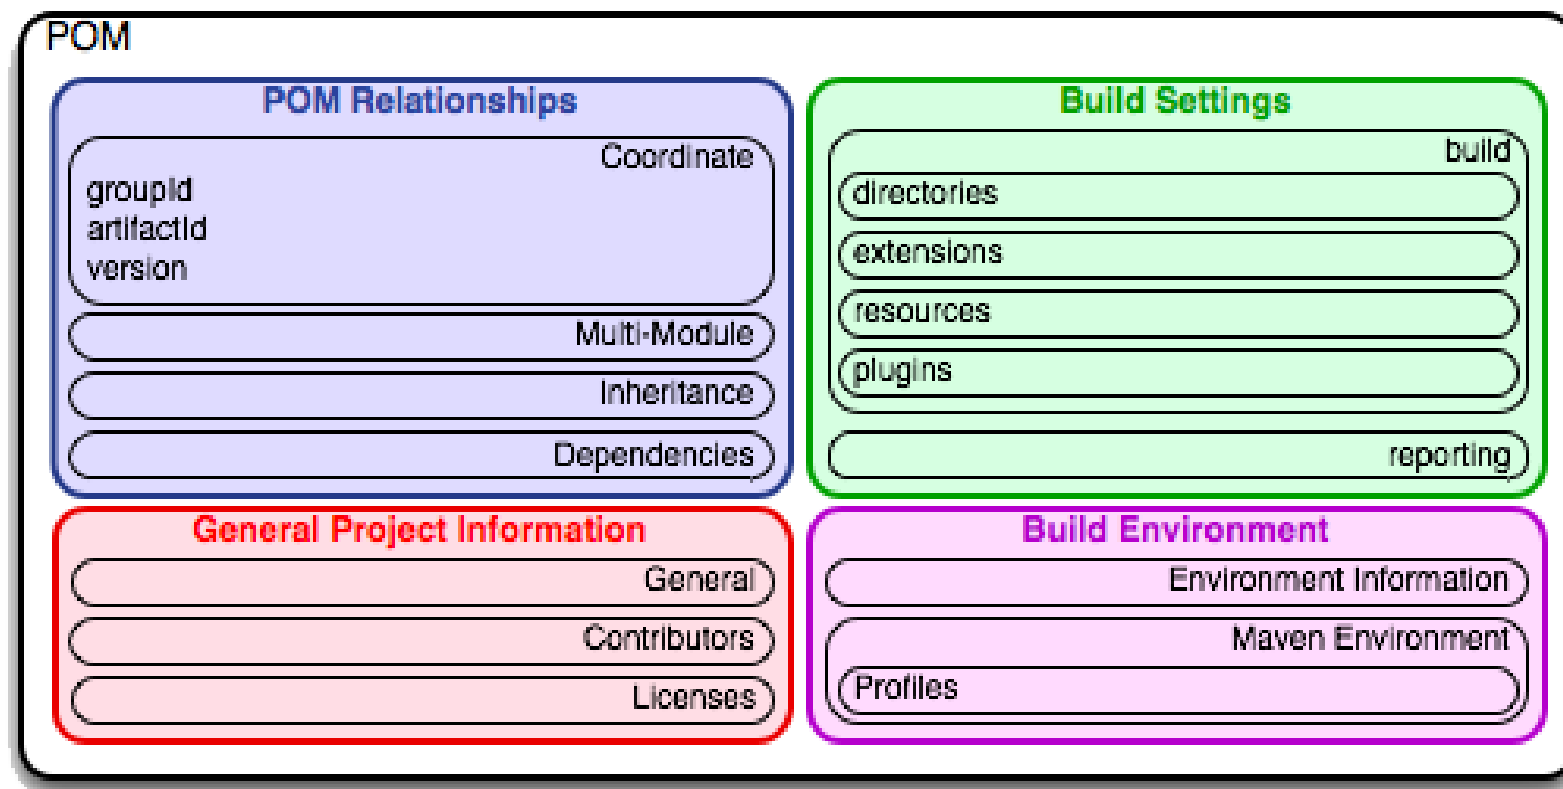 POM
POM Relationships
Coordinate
groupId
artifactId
version
Multi-Module
Inheritance
Dependencies
Build Settings
build
directories
extensions
resources
plugins
reporting
General Project Information
General
Contributors
Licenses
Build Environment
Environment Information
Maven Environment
Profiles